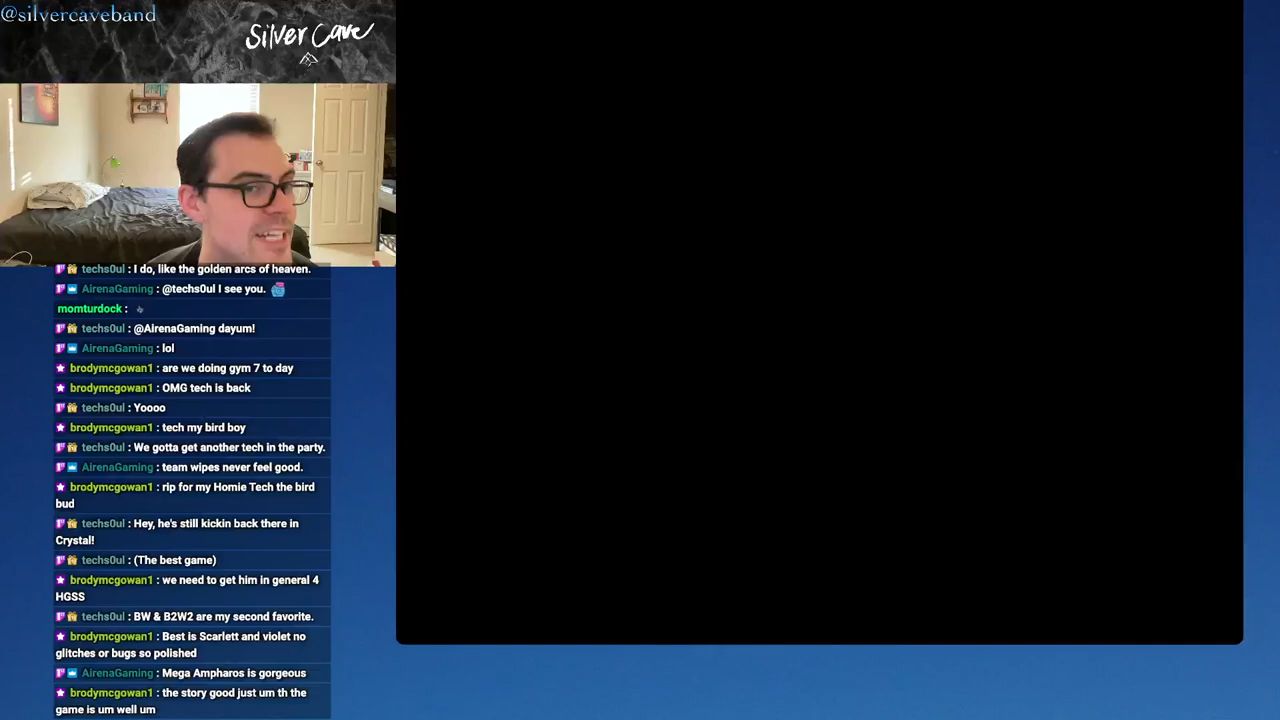 @silvercaveband
Silver Cave
techs0ul : I do, like the golden arcs of heaven.
AirenaGaming : @techs0ul I see you.
momturdock :
techs0ul : @AirenaGaming dayum!
AirenaGaming : lol
brodymcgowan1 : are we doing gym 7 to day
brodymcgowan1 : OMG tech is back
techs0ul : Yoooo
brodymcgowan1 : tech my bird boy
techs0ul : We gotta get another tech in the party.
AirenaGaming : team wipes never feel good.
brodymcgowan1 : rip for my Homie Tech the bird
bud
techs0ul : Hey, he's still kickin back there in
Crystal!
techs0ul : (The best game)
brodymcgowan1 : we need to get him in general 4
HGSS
techs0ul : BW & B2W2 are my second favorite.
brodymcgowan1 : Best is Scarlett and violet no
glitches or bugs so polished
AirenaGaming : Mega Ampharos is gorgeous
brodymcgowan1 : the story good just um th the
game is um well um